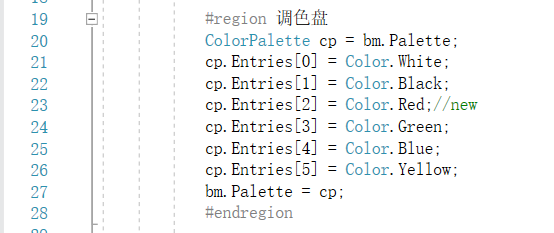 19 #region 调色盘
20 ColorPalette cp = bm.Palette;
21 cp.Entries[0] = Color.White;
22 cp.Entries[1] = Color.Black;
23 cp.Entries[2] = Color.Red;//new
24 cp.Entries[3] = Color.Green;
25 cp.Entries[4] = Color.Blue;
26 cp.Entries[5] = Color.Yellow;
27 bm.Palette = cp;
28 #endregion